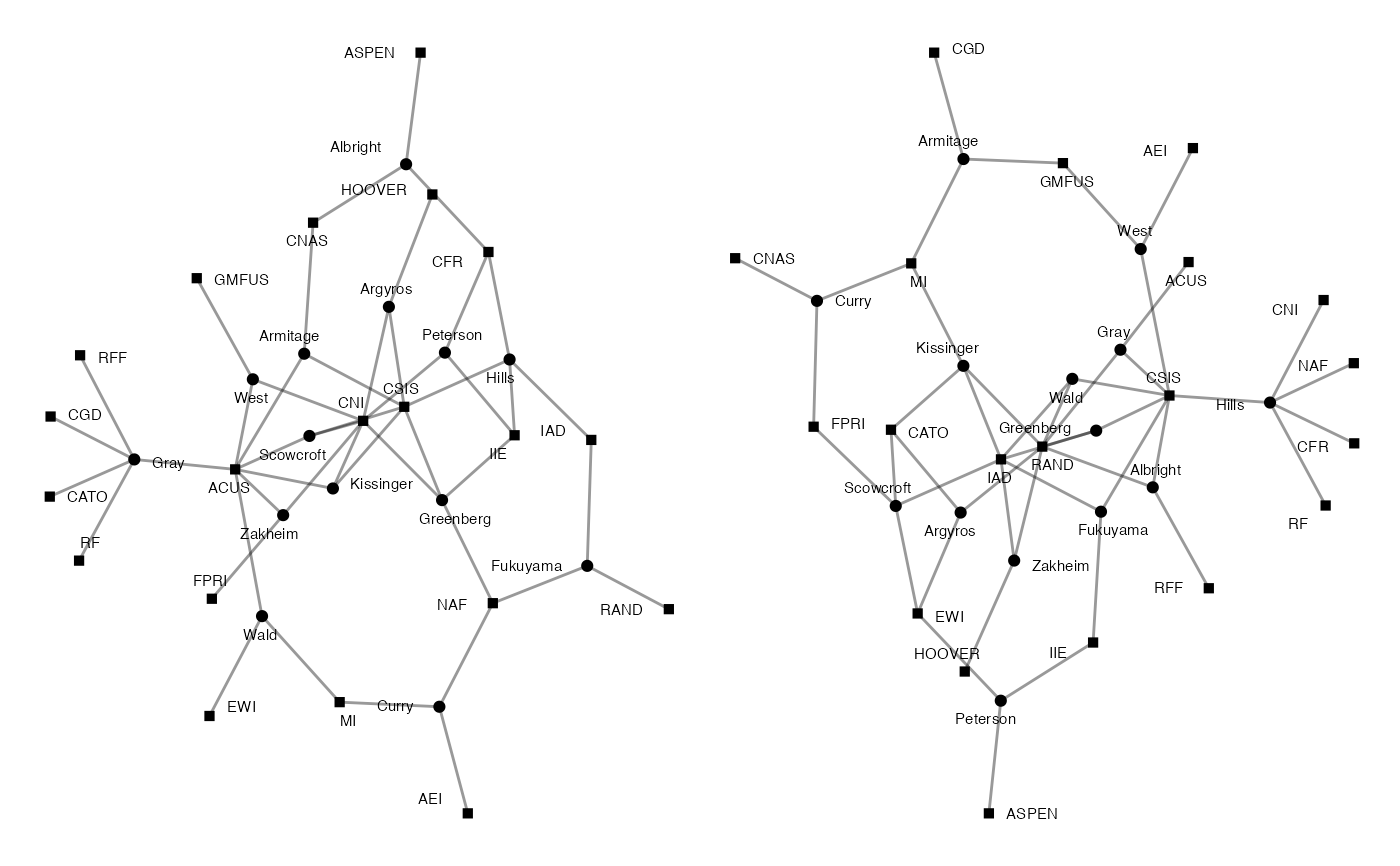 ASPEN
Albright
HOOVER
CNAS
CFR
GMFUS
Argyros
Armitage
Peterson
RFF
West
CSIS
Hills
CNI
CGD
IAD
Scowcroft
IIE
Gray
ACUS
Kissinger
CATO
Greenberg
Zakheim
RF
Fukuyama
FPRI
NAF
RAND
Wald
EWI
MI
Curry
AEI
CGD
Armitage
AEI
GMFUS
West
CNAS
MI
ACUS
Curry
CNI
Gray
Kissinger
NAF
CSIS
Wald
Hills
FPRI
CATO
Greenberg
CFR
RAND
Albright
IAD
Scowcroft
Argyros
Fukuyama
RF
Zakheim
RFF
EWI
HOOVER
IIE
Peterson
ASPEN